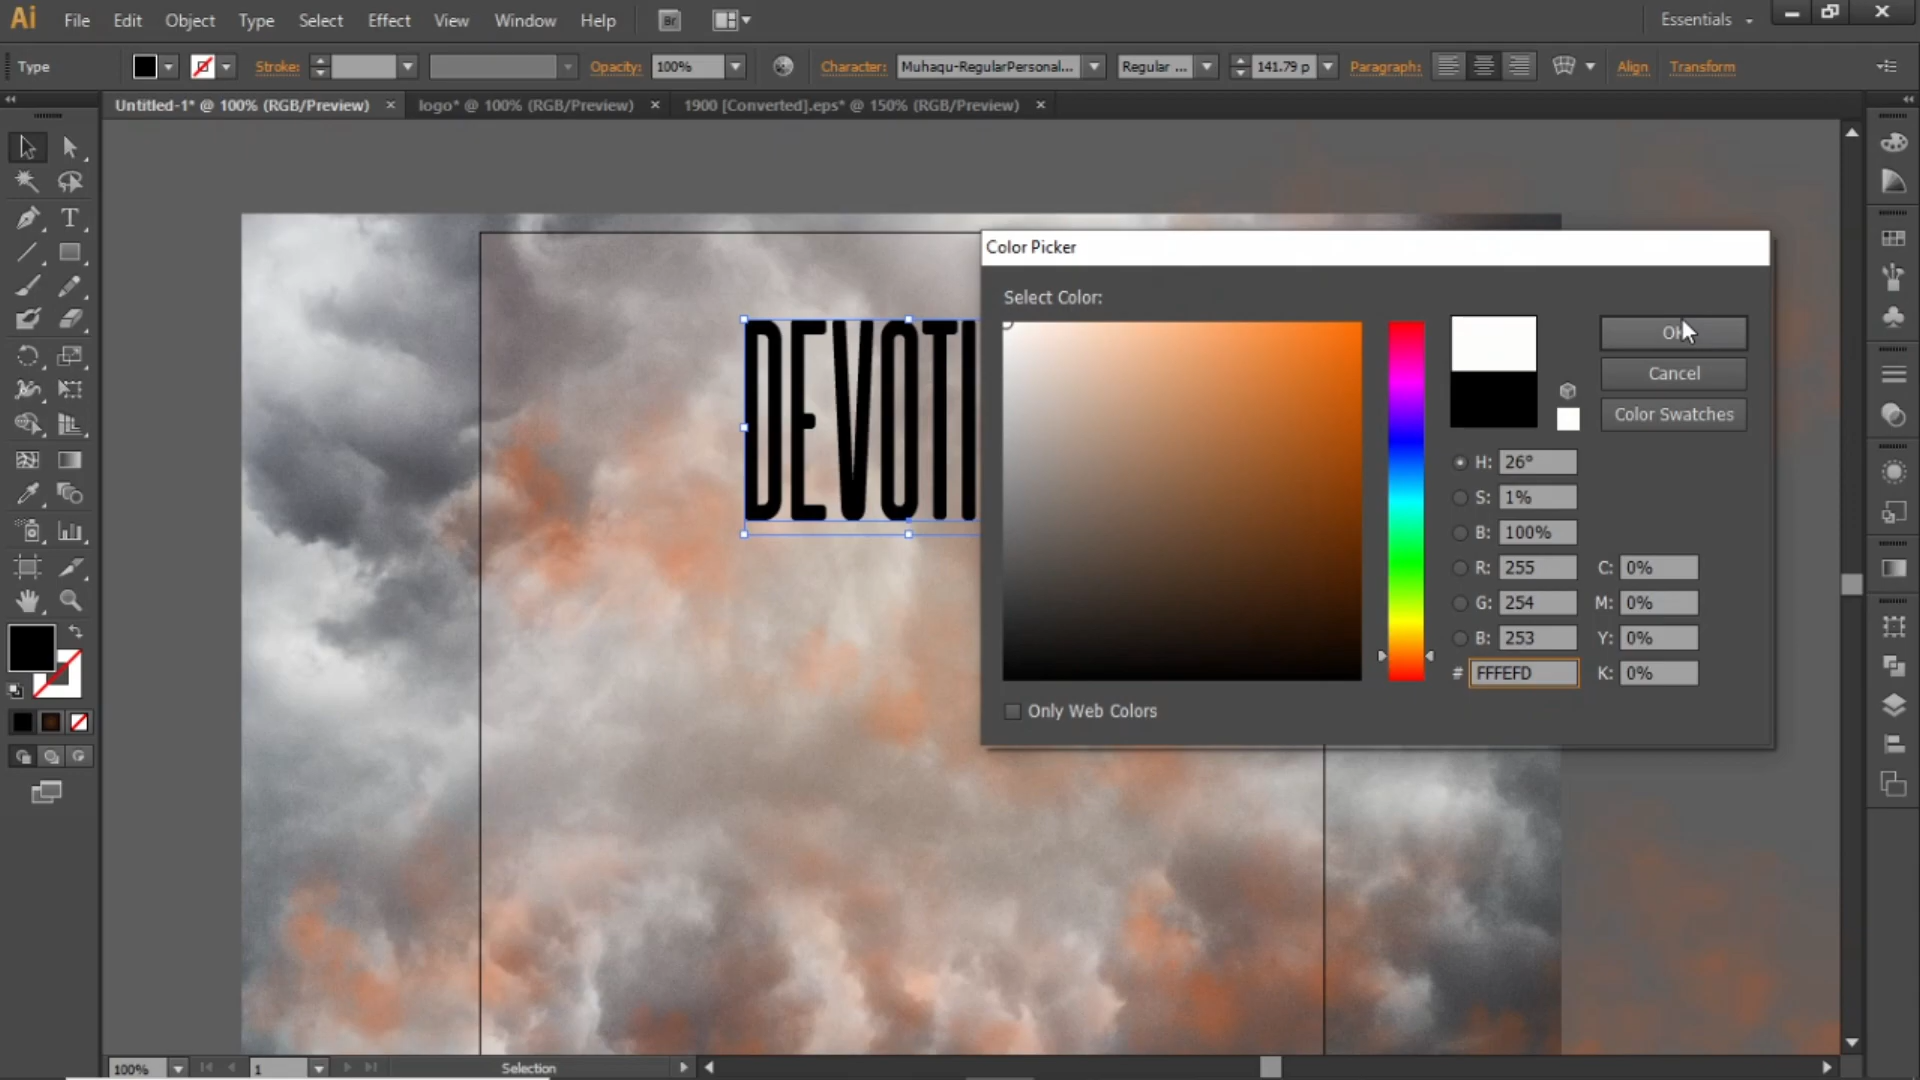 Ai File Edit Object Type Select Effect View Window Help Br Essentials
Type Stroke: Opacity: 100% Character: Muhaqu-RegularPersonal... Regular ... 141.79 p Paragraph: Align Transform
Untitled-1* @ 100% (RGB/Preview) × logo* @ 100% (RGB/Preview) × 1900 [Converted].eps* @ 150% (RGB/Preview) ×
Color Picker
Select Color:
DEVOTI
OK
Cancel
Color Swatches
H: 26°
S: 1%
B: 100%
R: 255 C: 0%
G: 254 M: 0%
B: 253 Y: 0%
# FFFEFD K: 0%
Only Web Colors
100% 1 Selection